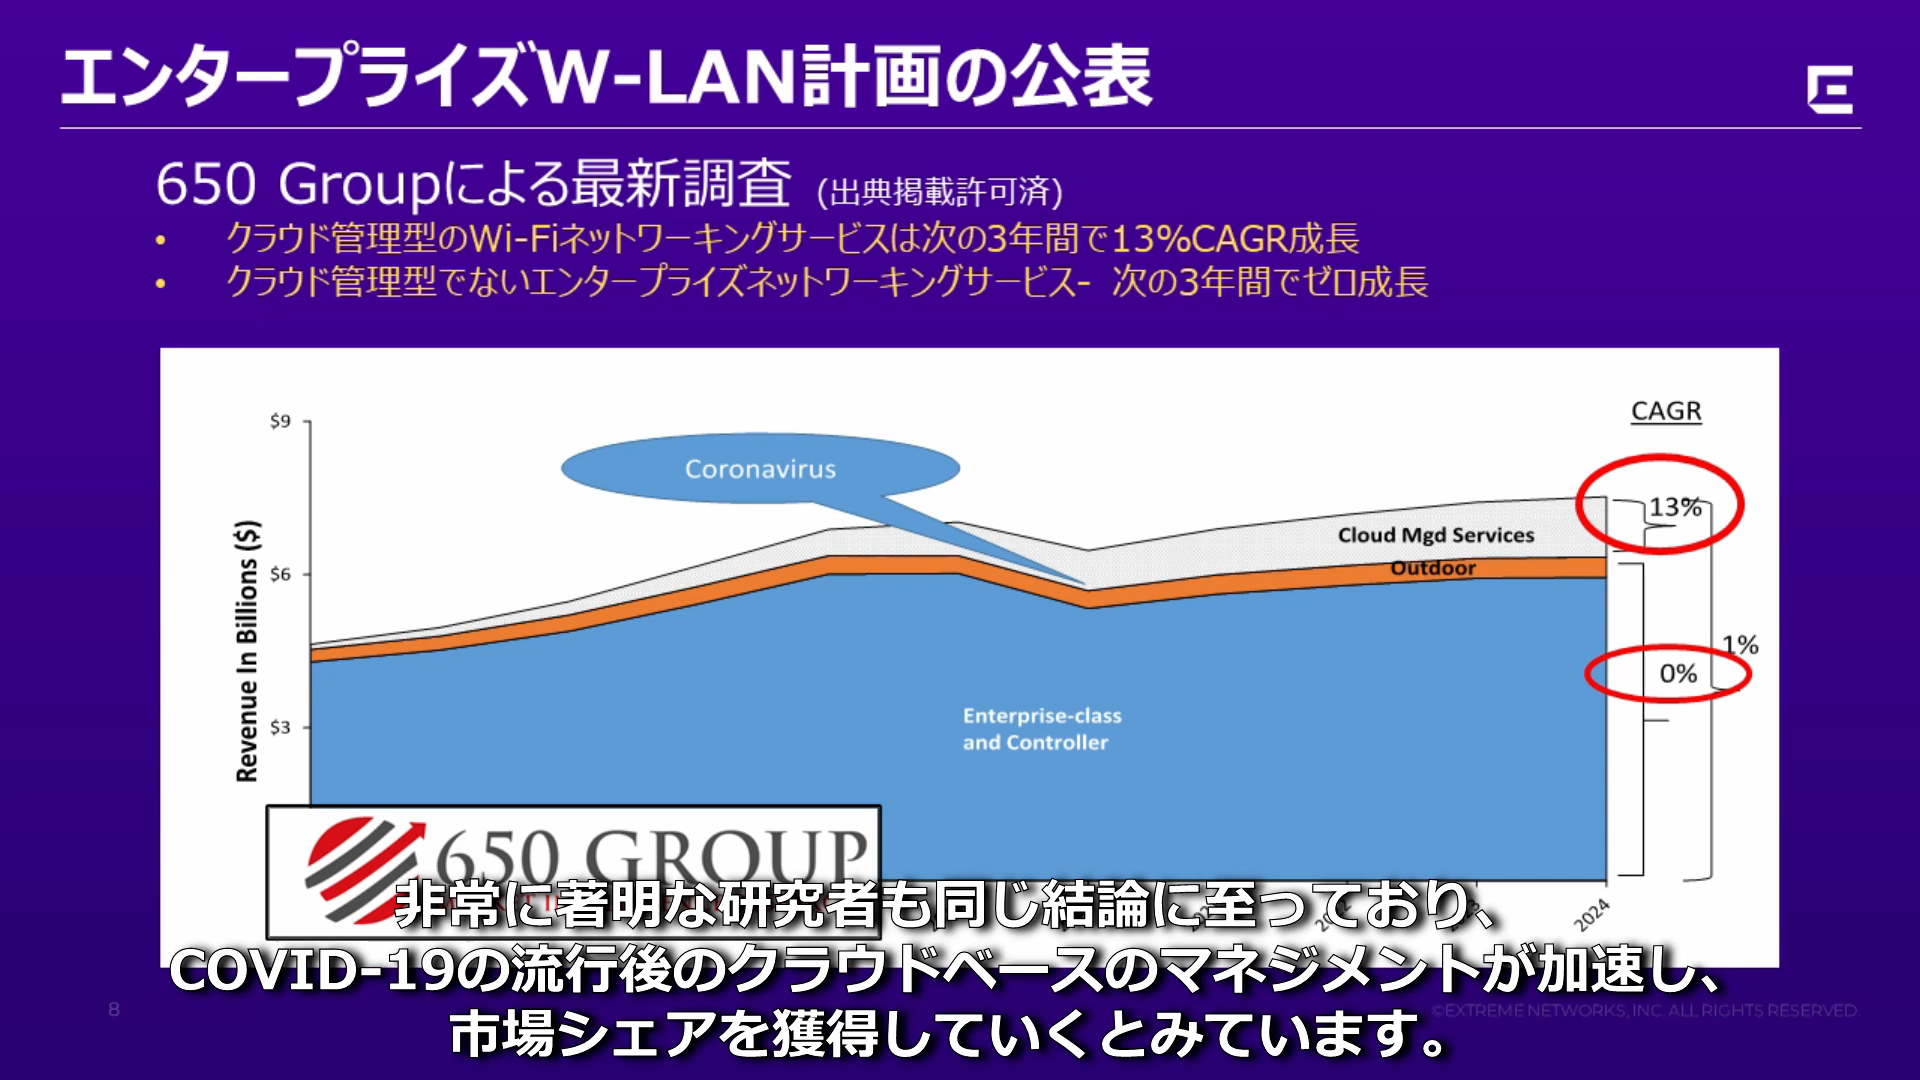 エンタープライズW-LAN計画の公表
650 Groupによる最新調査 (出典掲載許可済)
• クラウド管理型のWi-Fiネットワーキングサービスは次の3年間で13%CAGR成長
• クラウド管理型でないエンタープライズネットワーキングサービス- 次の3年間でゼロ成長
CAGR
$9
Coronavirus
13%
Cloud Mgd Services
Outdoor
$6
Revenue In Billions ($)
1%
0%
Enterprise-class
and Controller
$3
650 GROUP
2024
非常に著明な研究者も同じ結論に至っており、
COVID-19の流行後のクラウドベースのマネジメントが加速し、
市場シェアを獲得していくとみています。
8
©EXTREME NETWORKS, INC. ALL RIGHTS RESERVED.